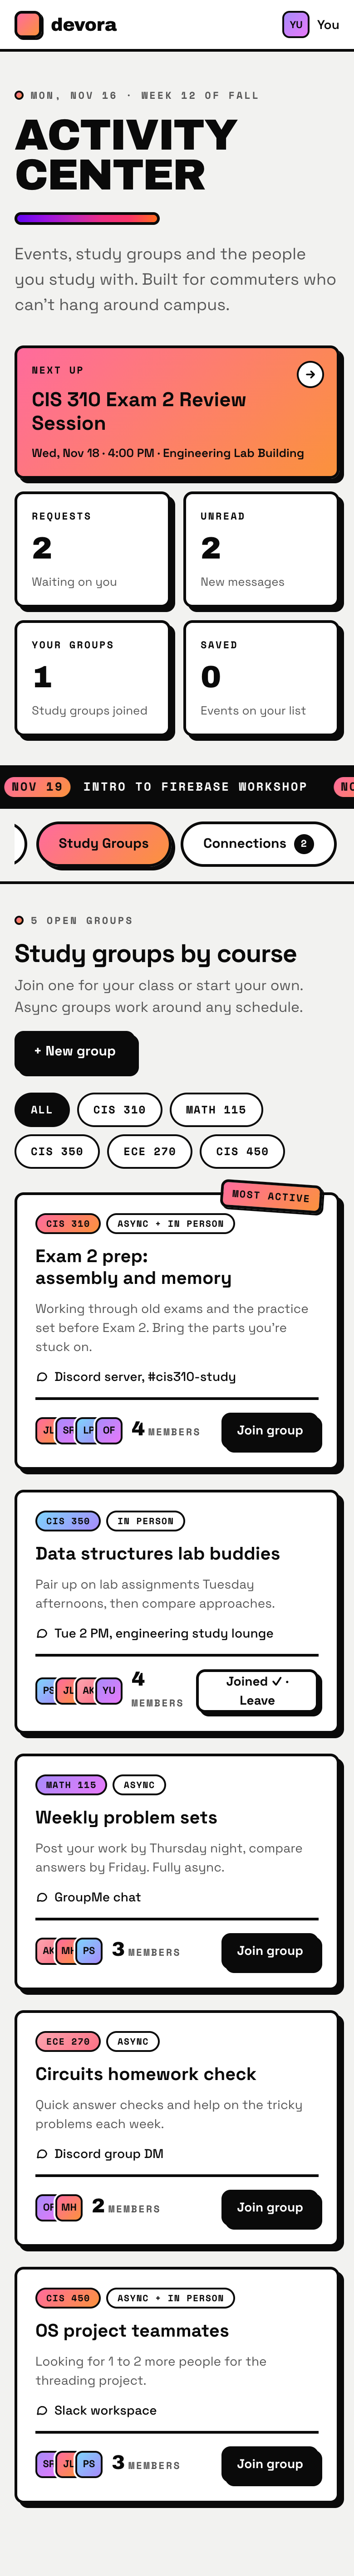 devora
YU
You
MON, NOV 16 · WEEK 12 OF FALL
ACTIVITY
CENTER
Events, study groups and the people
you study with. Built for commuters who
can't hang around campus.
NEXT UP
CIS 310 Exam 2 Review
Session
Wed, Nov 18 · 4:00 PM · Engineering Lab Building
REQUESTS
2
Waiting on you
UNREAD
2
New messages
YOUR GROUPS
1
Study groups joined
SAVED
0
Events on your list
NOV 19 INTRO TO FIREBASE WORKSHOP
Study Groups
Connections 2
5 OPEN GROUPS
Study groups by course
Join one for your class or start your own.
Async groups work around any schedule.
+ New group
ALL CIS 310 MATH 115
CIS 350 ECE 270 CIS 450
MOST ACTIVE
CIS 310 ASYNC + IN PERSON
Exam 2 prep:
assembly and memory
Working through old exams and the practice
set before Exam 2. Bring the parts you're
stuck on.
Discord server, #cis310-study
OF
4 MEMBERS
Join group
CIS 350 IN PERSON
Data structures lab buddies
Pair up on lab assignments Tuesday
afternoons, then compare approaches.
Tue 2 PM, engineering study lounge
YU
4
MEMBERS
Joined ✓ ·
Leave
MATH 115 ASYNC
Weekly problem sets
Post your work by Thursday night, compare
answers by Friday. Fully async.
GroupMe chat
PS
3 MEMBERS
Join group
ECE 270 ASYNC
Circuits homework check
Quick answer checks and help on the tricky
problems each week.
Discord group DM
MH
2 MEMBERS
Join group
CIS 450 ASYNC + IN PERSON
OS project teammates
Looking for 1 to 2 more people for the
threading project.
Slack workspace
PS
3 MEMBERS
Join group